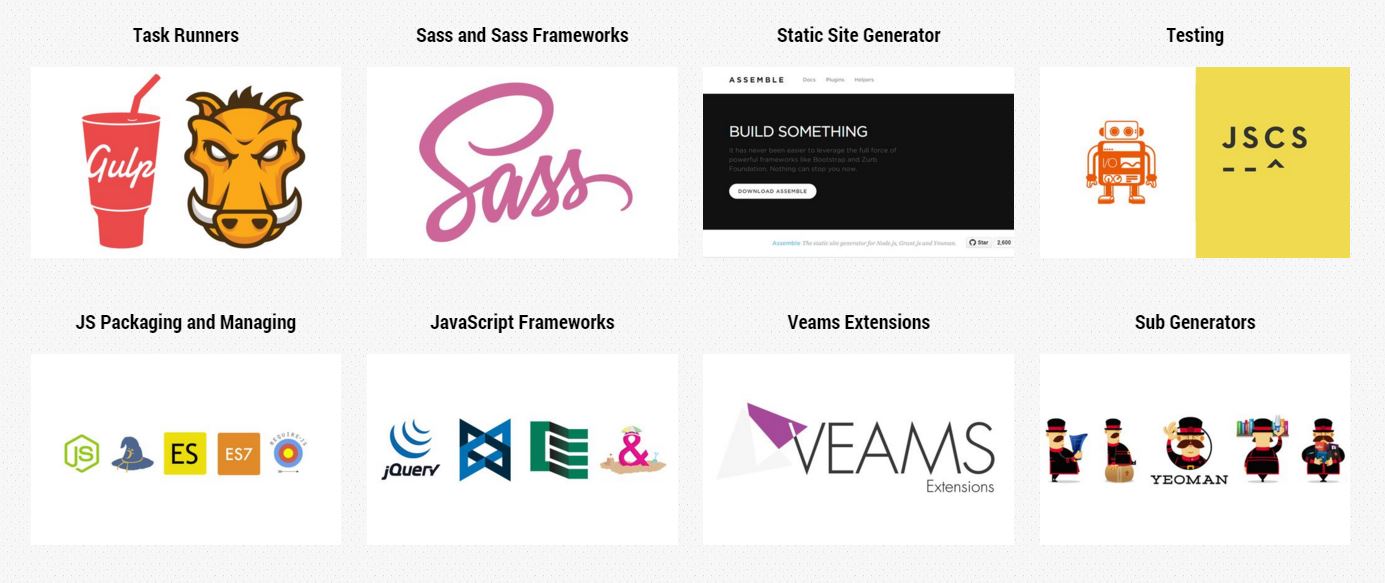 Task Runners
Sass and Sass Frameworks
Static Site Generator
Testing
Gulp
Sass
ASSEMBLE Docs Plugins Helpers
BUILD SOMETHING
It has never been easier to leverage the full force of
powerful frameworks like Bootstrap and Zurb
Foundation. Nothing can stop you now.
DOWNLOAD ASSEMBLE
Assemble The static site generator for Node.js, Grunt.js and Yeoman. Star 2,600
I/O
JSCS
JS Packaging and Managing
JavaScript Frameworks
Veams Extensions
Sub Generators
JS
ES
ES7
REQUIREJS
jQuery
&
VEAMS
Extensions
YEOMAN